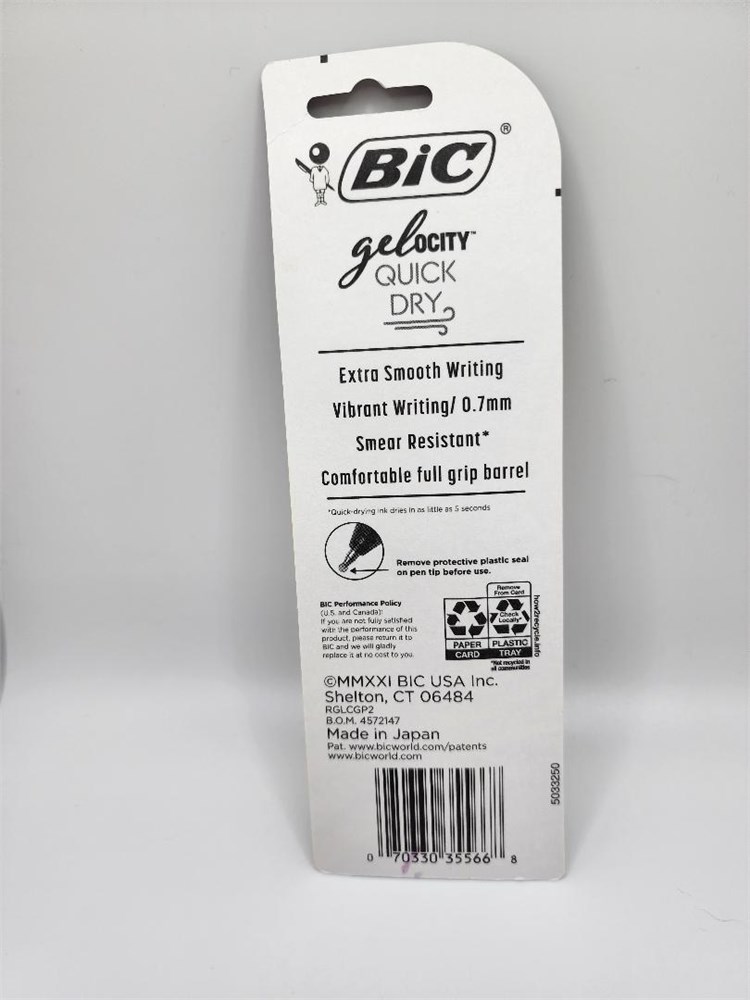 BiC®
gelOCITY™
QUICK
DRY
Extra Smooth Writing
Vibrant Writing/ 0.7mm
Smear Resistant*
Comfortable full grip barrel
*Quick-drying ink dries in as little as 5 seconds
Remove protective plastic seal
on pen tip before use.
BIC Performance Policy
(U.S. and Canada):
If you are not fully satisfied
with the performance of this
product, please return it to
BIC and we will gladly
replace it at no cost to you.
Remove
From Card
Check
Locally*
PAPER
CARD
PLASTIC
TRAY
*Not recycled in
all communities
how2recycle.info
©MMXXI BIC USA Inc.
Shelton, CT 06484
RGLCGP2
B.O.M. 4572147
Made in Japan
Pat. www.bicworld.com/patents
www.bicworld.com
5033250
0 70330 35566 8